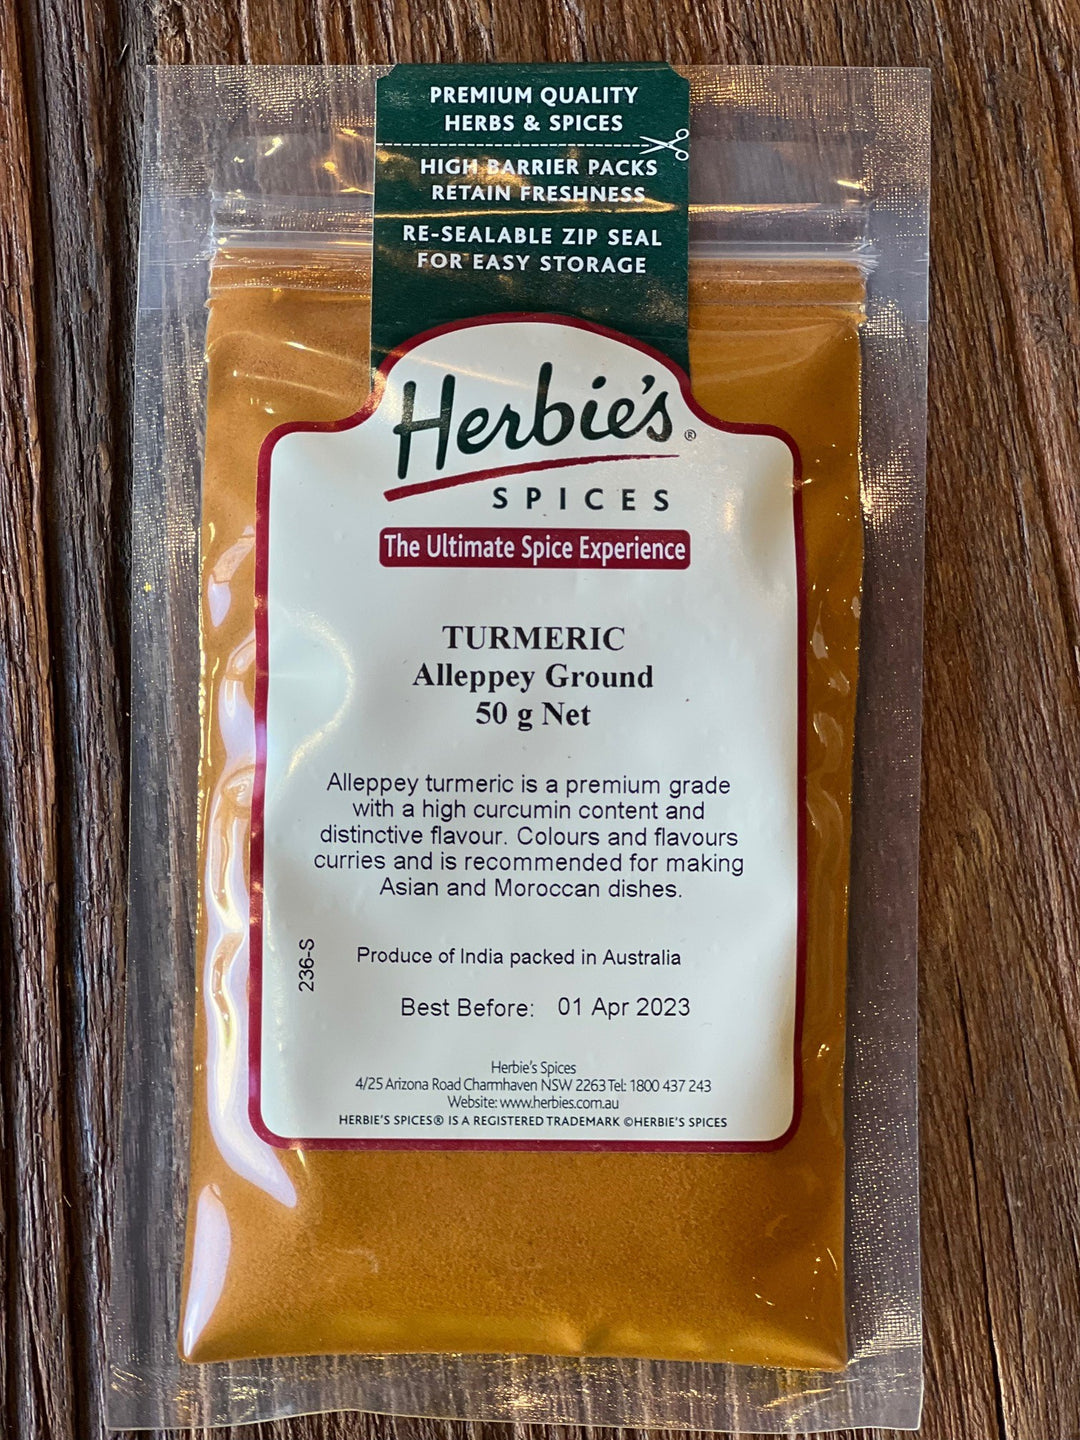 PREMIUM QUALITY
HERBS & SPICES
HIGH BARRIER PACKS
RETAIN FRESHNESS
RE-SEALABLE ZIP SEAL
FOR EASY STORAGE
Herbie's®
SPICES
The Ultimate Spice Experience
TURMERIC
Alleppey Ground
50 g Net
Alleppey turmeric is a premium grade
with a high curcumin content and
distinctive flavour. Colours and flavours
curries and is recommended for making
Asian and Moroccan dishes.
236-S
Produce of India packed in Australia
Best Before: 01 Apr 2023
Herbie's Spices
4/25 Arizona Road Charmhaven NSW 2263 Tel: 1800 437 243
Website: www.herbies.com.au
HERBIE'S SPICES® IS A REGISTERED TRADEMARK ©HERBIE'S SPICES